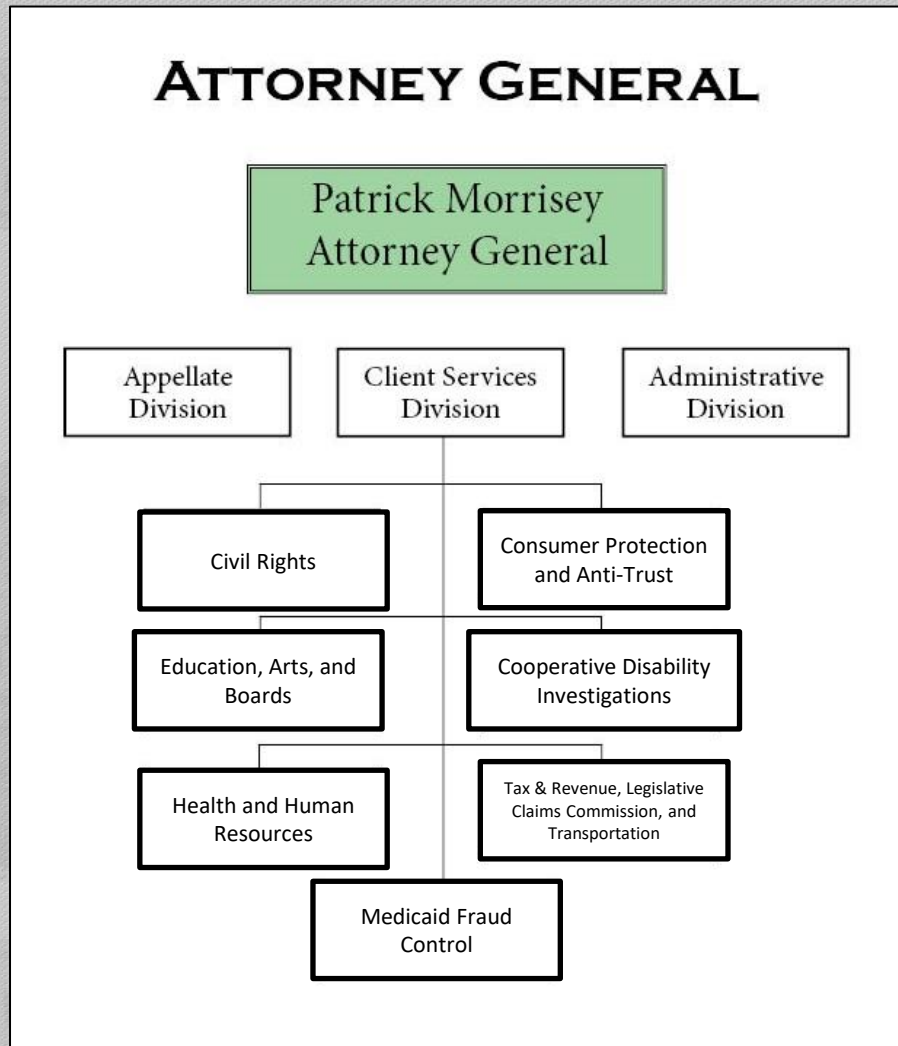 ATTORNEY GENERAL
Patrick Morrisey
Attorney General
Appellate
Division
Client Services
Division
Administrative
Division
Civil Rights
Consumer Protection
and Anti-Trust
Education, Arts, and
Boards
Cooperative Disability
Investigations
Health and Human
Resources
Tax & Revenue, Legislative
Claims Commission, and
Transportation
Medicaid Fraud
Control